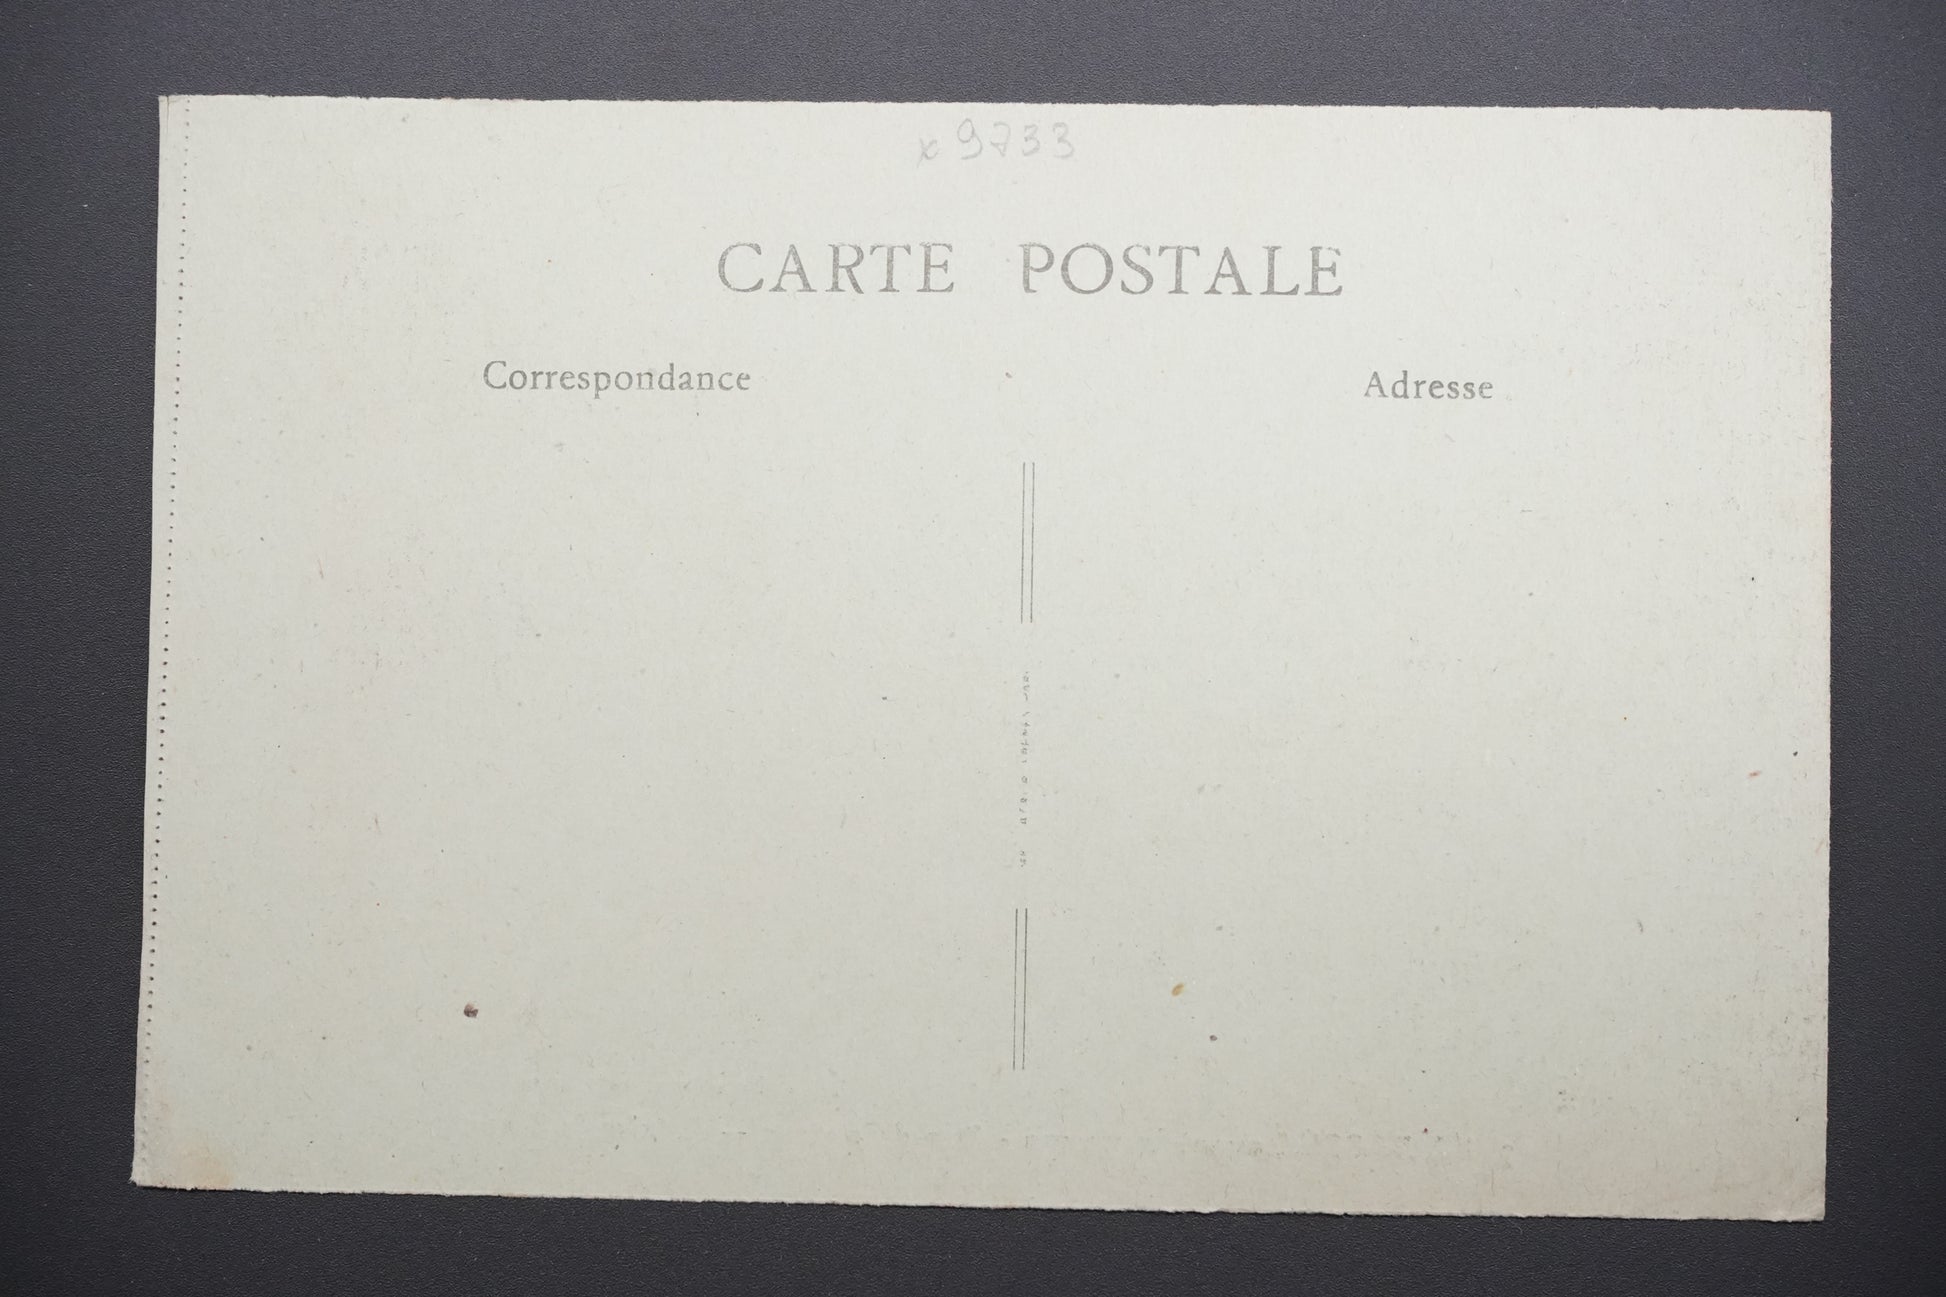 x 9733
CARTE POSTALE
Correspondance
Adresse